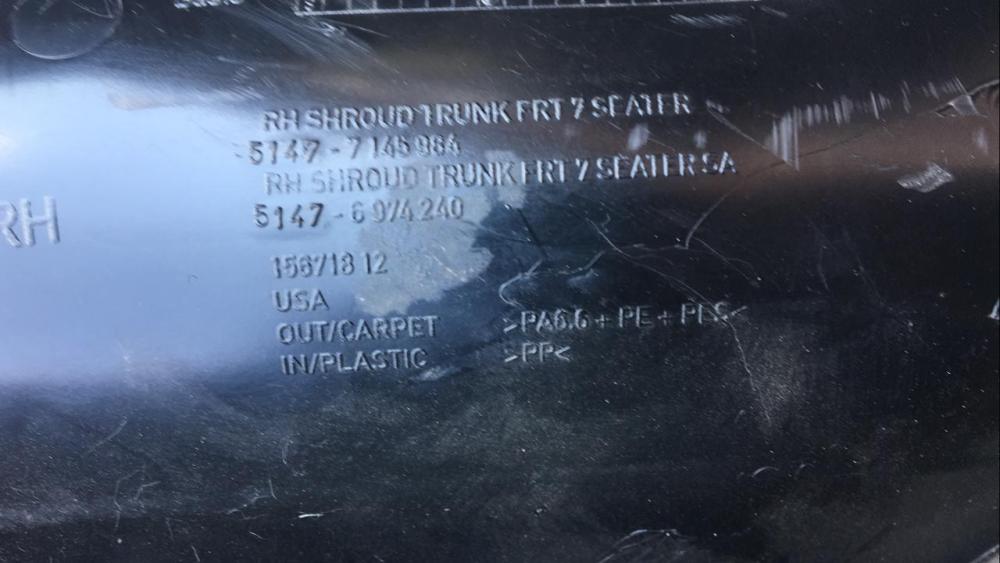 RH SHROUD TRUNK FRT 7 SEATER
5147 - 7 145 984
RH SHROUD TRUNK FRT 7 SEATER SA
5147 - 6 974 240
RH
156718 12
USA
OUT/CARPET >PA6.6 + PE + PES<
IN/PLASTIC >PP<